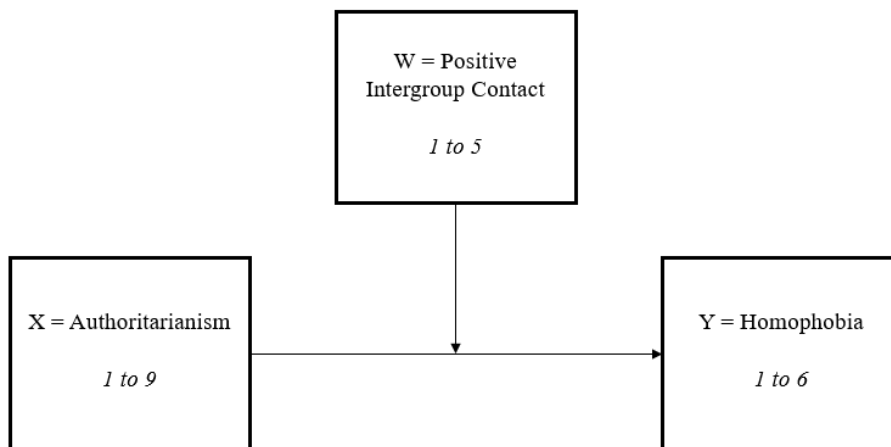 W = Positive
Intergroup Contact
1 to 5
X = Authoritarianism
1 to 9
Y = Homophobia
1 to 6